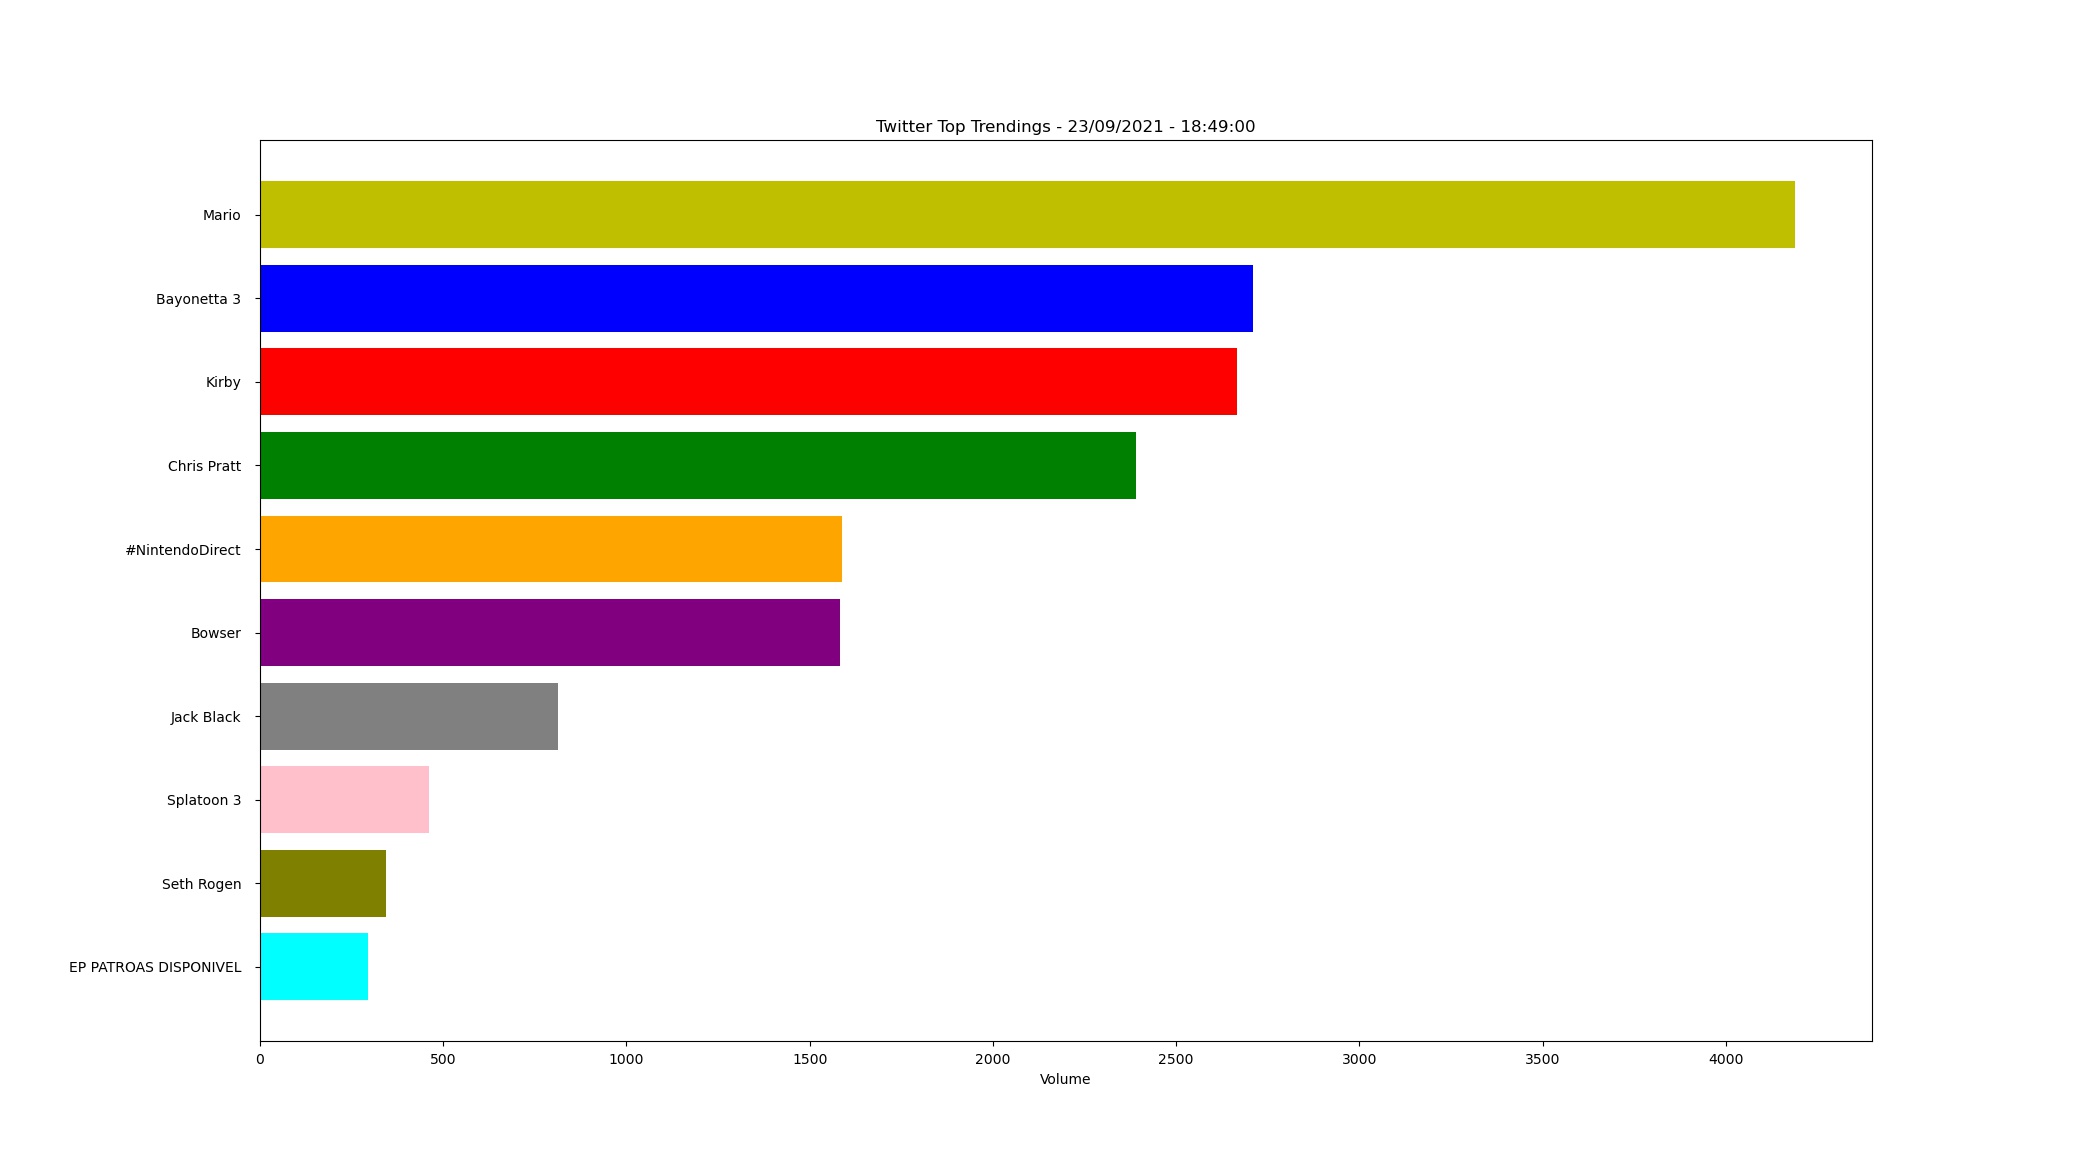 Twitter Top Trendings - 23/09/2021 - 18:49:00
Mario
Bayonetta 3
Kirby
Chris Pratt
#NintendoDirect
Bowser
Jack Black
Splatoon 3
Seth Rogen
EP PATROAS DISPONIVEL
0 500 1000 1500 2000 2500 3000 3500 4000
Volume